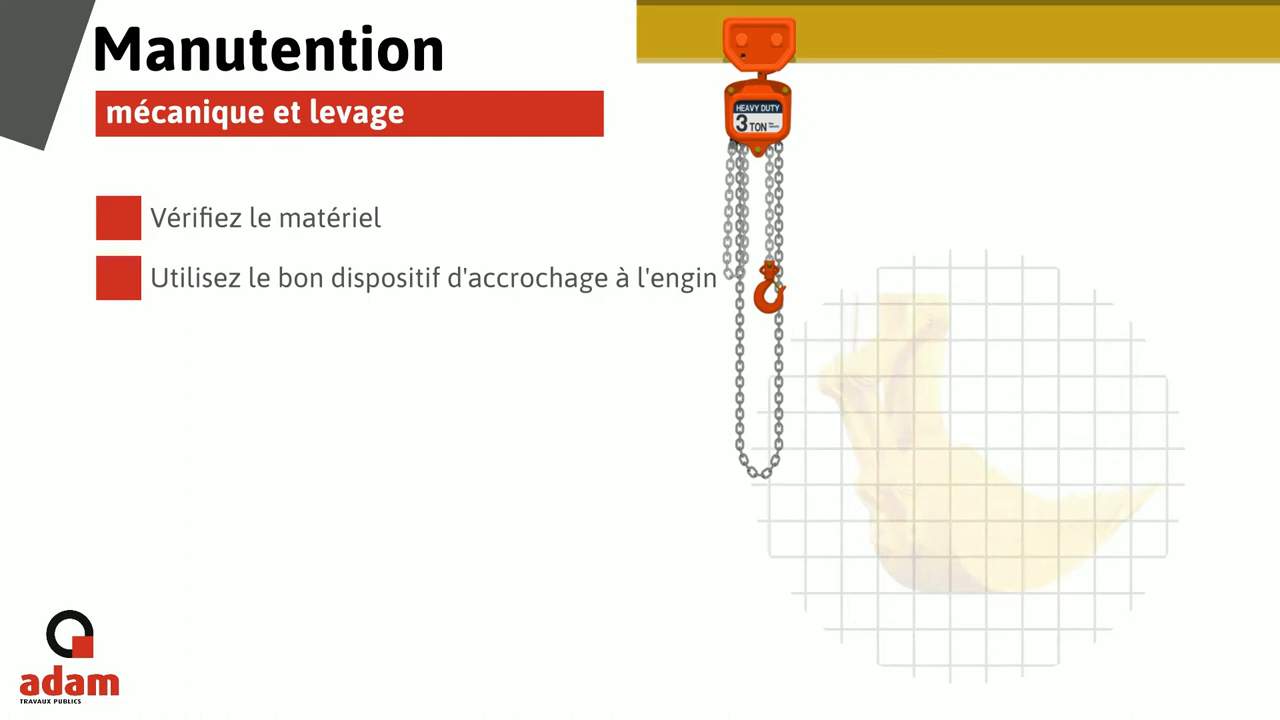 Manutention
mécanique et levage
Vérifiez le matériel
Utilisez le bon dispositif d'accrochage à l'engin
HEAVY DUTY
3 TON
adam
TRAVAUX PUBLICS